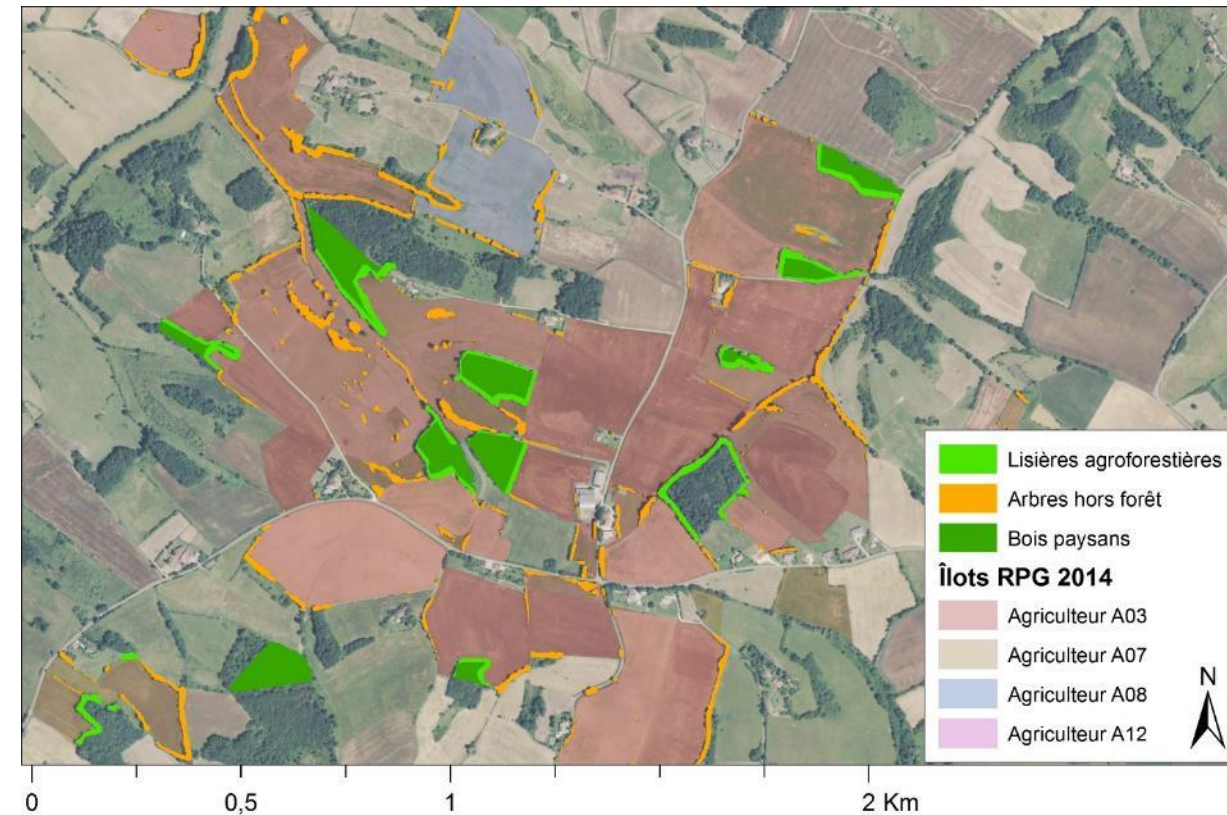 Lisières agroforestières
Arbres hors forêt
Bois paysans
Îlots RPG 2014
Agriculteur A03
Agriculteur A07
Agriculteur A08
Agriculteur A12
N
0 0,5 1 2 Km